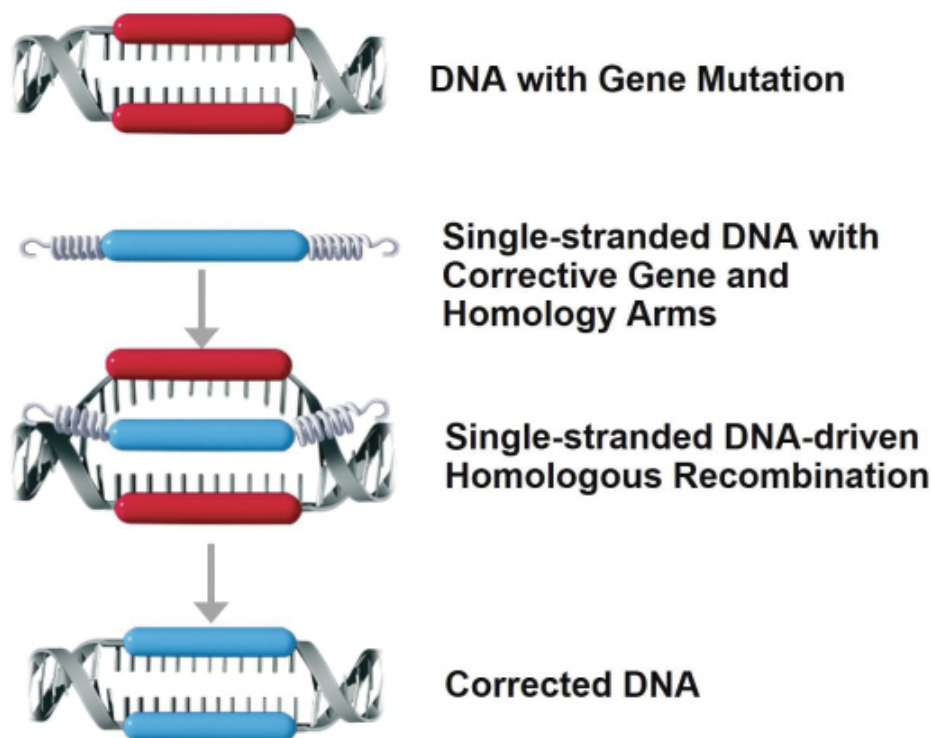 DNA with Gene Mutation
Single-stranded DNA with
Corrective Gene and
Homology Arms
Single-stranded DNA-driven
Homologous Recombination
Corrected DNA